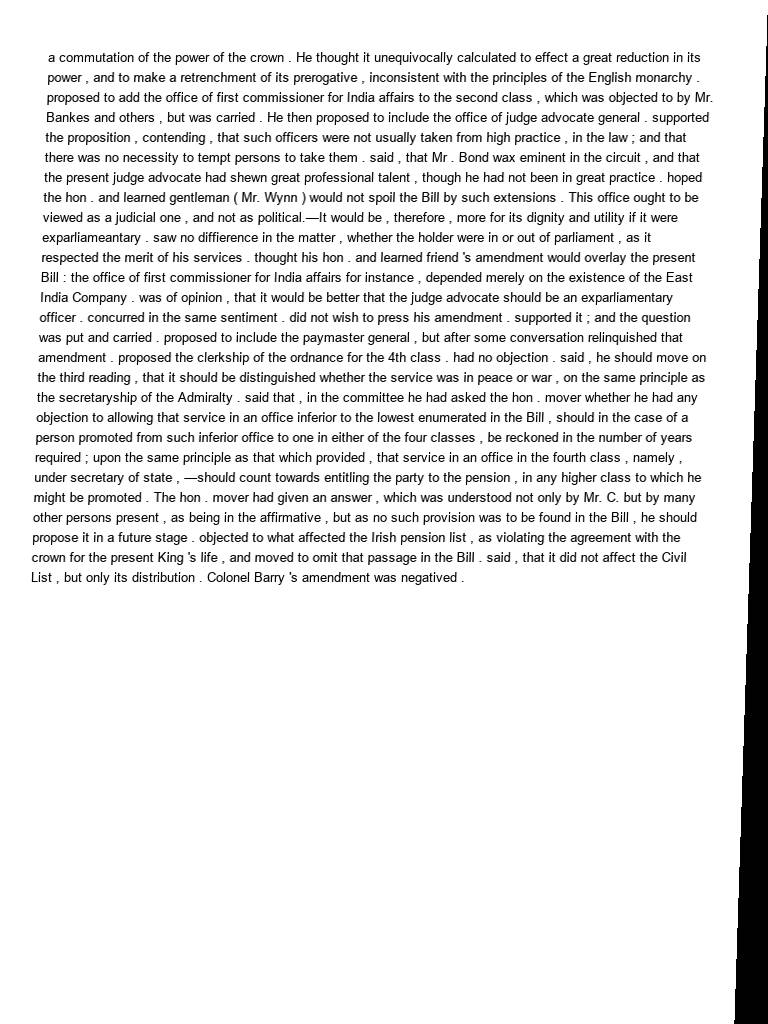 a commutation of the power of the crown . He thought it unequivocally calculated to effect a great reduction in its
power , and to make a retrenchment of its prerogative , inconsistent with the principles of the English monarchy .
proposed to add the office of first commissioner for India affairs to the second class , which was objected to by Mr.
Bankes and others , but was carried . He then proposed to include the office of judge advocate general . supported
the proposition , contending , that such officers were not usually taken from high practice , in the law ; and that
there was no necessity to tempt persons to take them . said , that Mr . Bond wax eminent in the circuit , and that
the present judge advocate had shewn great professional talent , though he had not been in great practice . hoped
the hon . and learned gentleman ( Mr. Wynn ) would not spoil the Bill by such extensions . This office ought to be
viewed as a judicial one , and not as political.—It would be , therefore , more for its dignity and utility if it were
exparliameantary . saw no diffierence in the matter , whether the holder were in or out of parliament , as it
respected the merit of his services . thought his hon . and learned friend 's amendment would overlay the present
Bill : the office of first commissioner for India affairs for instance , depended merely on the existence of the East
India Company . was of opinion , that it would be better that the judge advocate should be an exparliamentary
officer . concurred in the same sentiment . did not wish to press his amendment . supported it ; and the question
was put and carried . proposed to include the paymaster general , but after some conversation relinquished that
amendment . proposed the clerkship of the ordnance for the 4th class . had no objection . said , he should move on
the third reading , that it should be distinguished whether the service was in peace or war , on the same principle as
the secretaryship of the Admiralty . said that , in the committee he had asked the hon . mover whether he had any
objection to allowing that service in an office inferior to the lowest enumerated in the Bill , should in the case of a
person promoted from such inferior office to one in either of the four classes , be reckoned in the number of years
required ; upon the same principle as that which provided , that service in an office in the fourth class , namely ,
under secretary of state , —should count towards entitling the party to the pension , in any higher class to which he
might be promoted . The hon . mover had given an answer , which was understood not only by Mr. C. but by many
other persons present , as being in the affirmative , but as no such provision was to be found in the Bill , he should
propose it in a future stage . objected to what affected the Irish pension list , as violating the agreement with the
crown for the present King 's life , and moved to omit that passage in the Bill . said , that it did not affect the Civil
List , but only its distribution . Colonel Barry 's amendment was negatived .